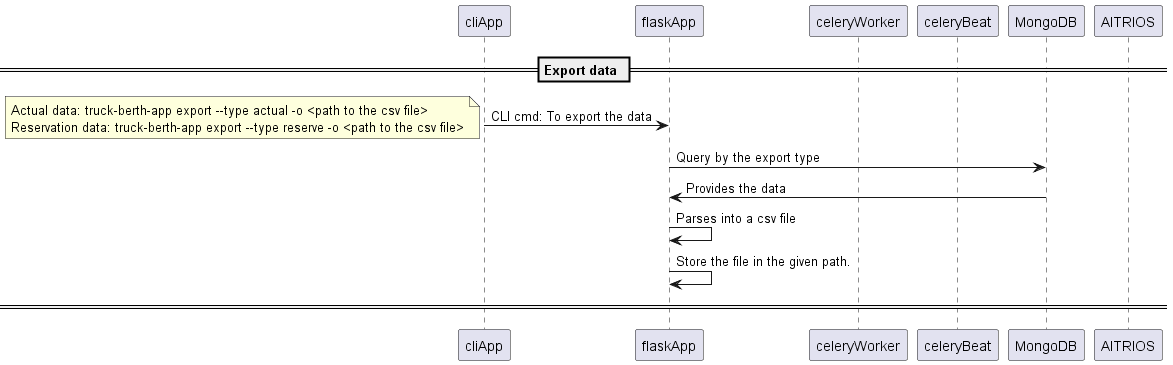 cliApp flaskApp celeryWorker celeryBeat MongoDB AITRIOS
Export data
Actual data: truck-berth-app export --type actual -o <path to the csv file>
Reservation data: truck-berth-app export --type reserve -o <path to the csv file>
CLI cmd: To export the data
Query by the export type
Provides the data
Parses into a csv file
Store the file in the given path.
cliApp flaskApp celeryWorker celeryBeat MongoDB AITRIOS